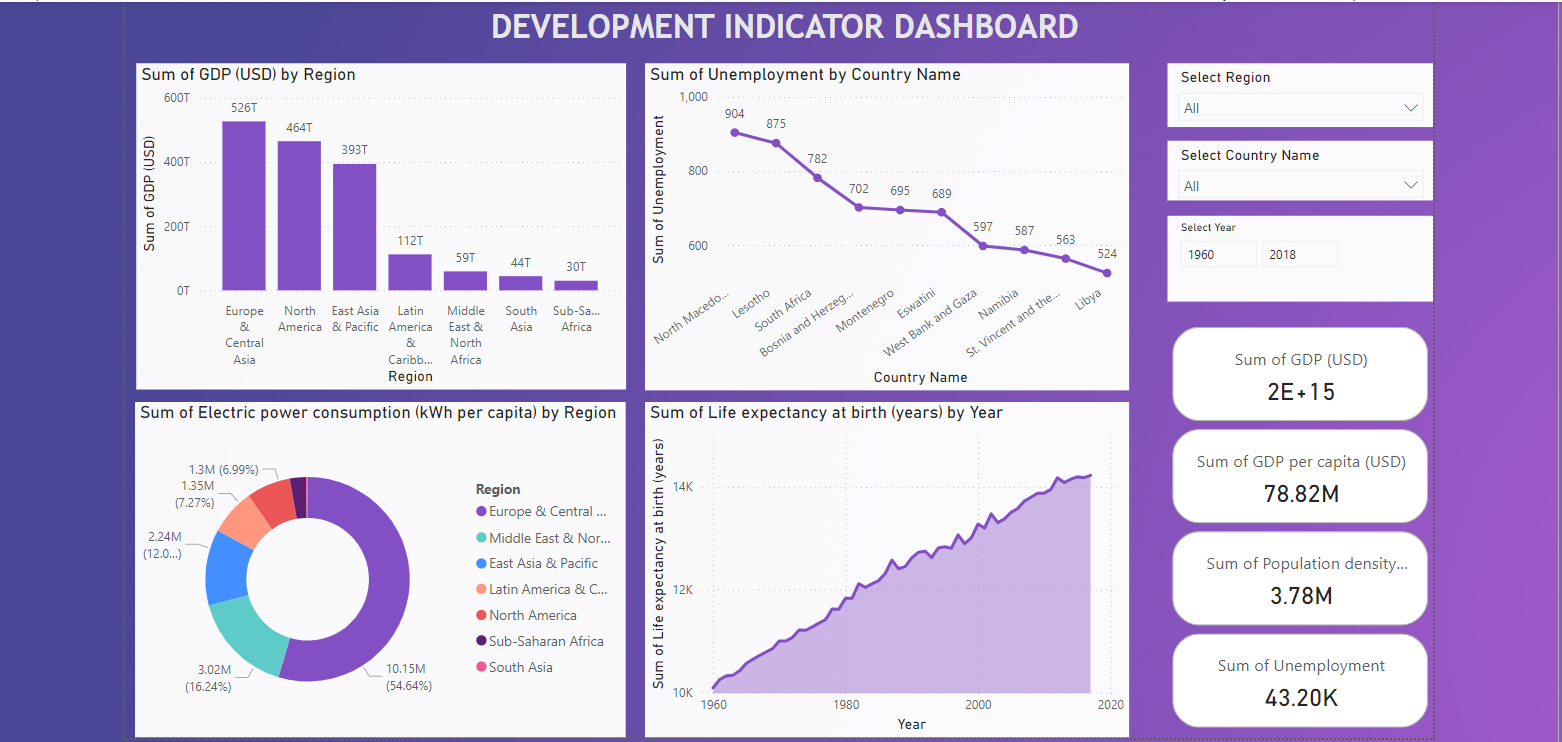 DEVELOPMENT INDICATOR DASHBOARD
Sum of GDP (USD) by Region
Sum of GDP (USD)
600T
400T
200T
0T
526T
464T
393T
112T
59T
44T
30T
Europe
&
Central
Asia
North
America
East Asia
& Pacific
Latin
America
&
Caribb...
Middle
East &
North
Africa
South
Asia
Sub-Sa...
Africa
Region
Sum of Unemployment by Country Name
Sum of Unemployment
1,000
800
600
904
875
782
702
695
689
597
587
563
524
North Macedo...
Lesotho
South Africa
Bosnia and Herzeg...
Montenegro
Eswatini
West Bank and Gaza
Namibia
St. Vincent and the...
Libya
Country Name
Select Region
All
Select Country Name
All
Select Year
1960
2018
Sum of GDP (USD)
2E+15
Sum of GDP per capita (USD)
78.82M
Sum of Population density...
3.78M
Sum of Unemployment
43.20K
Sum of Electric power consumption (kWh per capita) by Region
1.3M (6.99%)
1.35M
(7.27%)
2.24M
(12.0...)
3.02M
(16.24%)
10.15M
(54.64%)
Region
Europe & Central ...
Middle East & Nor...
East Asia & Pacific
Latin America & C...
North America
Sub-Saharan Africa
South Asia
Sum of Life expectancy at birth (years) by Year
Sum of Life expectancy at birth (years)
14K
12K
10K
1960
1980
2000
2020
Year